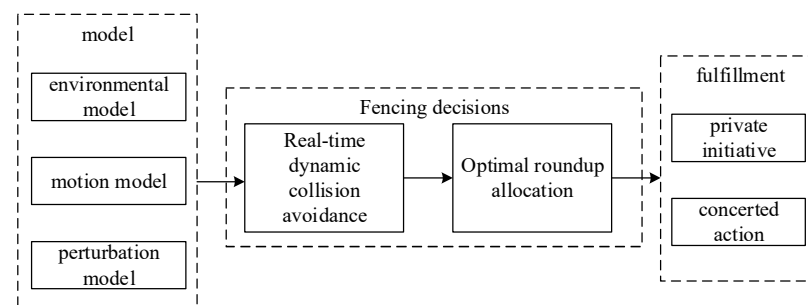 model
environmental
model
motion model
perturbation
model
Fencing decisions
Real-time
dynamic
collision
avoidance
Optimal roundup
allocation
fulfillment
private
initiative
concerted
action